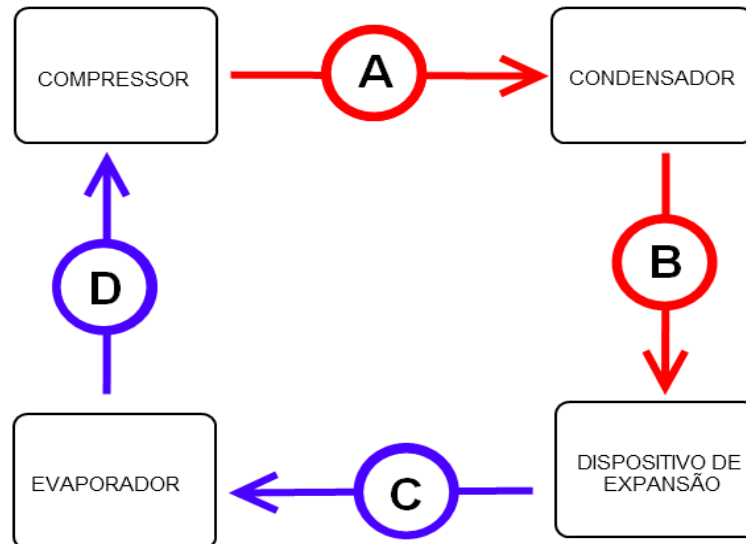 COMPRESSOR
A
CONDENSADOR
D
B
EVAPORADOR
C
DISPOSITIVO DE
EXPANSÃO